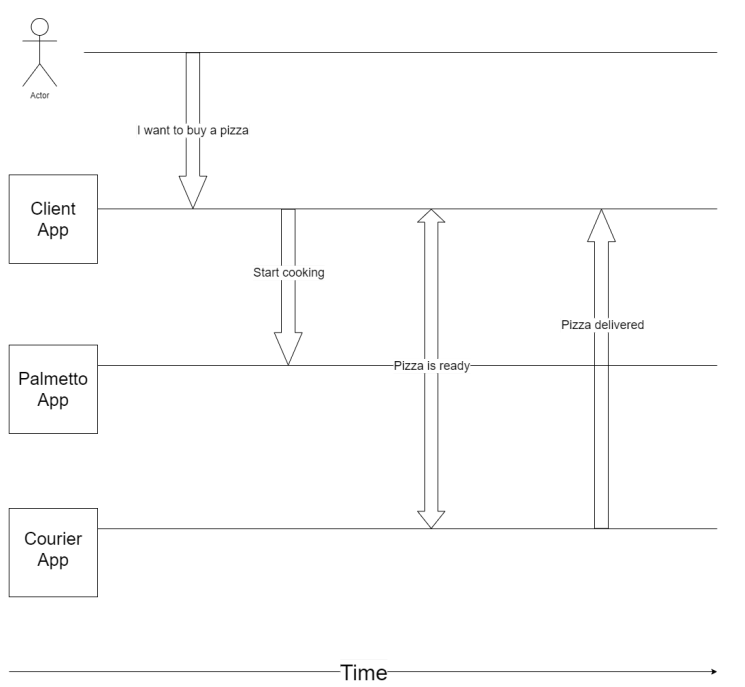 Actor
I want to buy a pizza
Client
App
Start cooking
Pizza delivered
Pizza is ready
Palmetto
App
Courier
App
Time